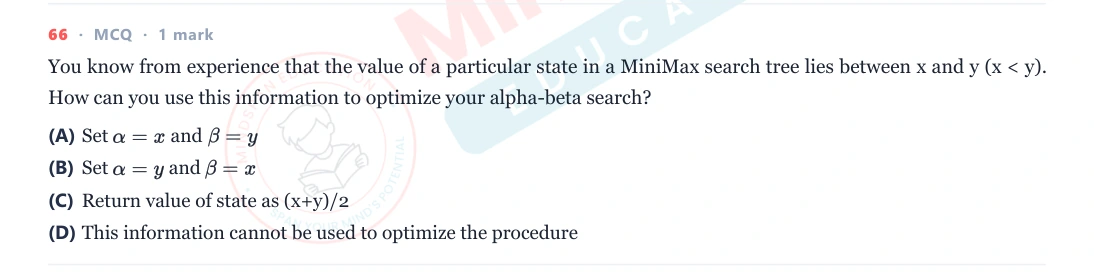 66 · MCQ · 1 mark
You know from experience that the value of a particular state in a MiniMax search tree lies between x and y (x < y).
How can you use this information to optimize your alpha-beta search?
(A) Set α = x and β = y
(B) Set α = y and β = x
(C) Return value of state as (x+y)/2
(D) This information cannot be used to optimize the procedure